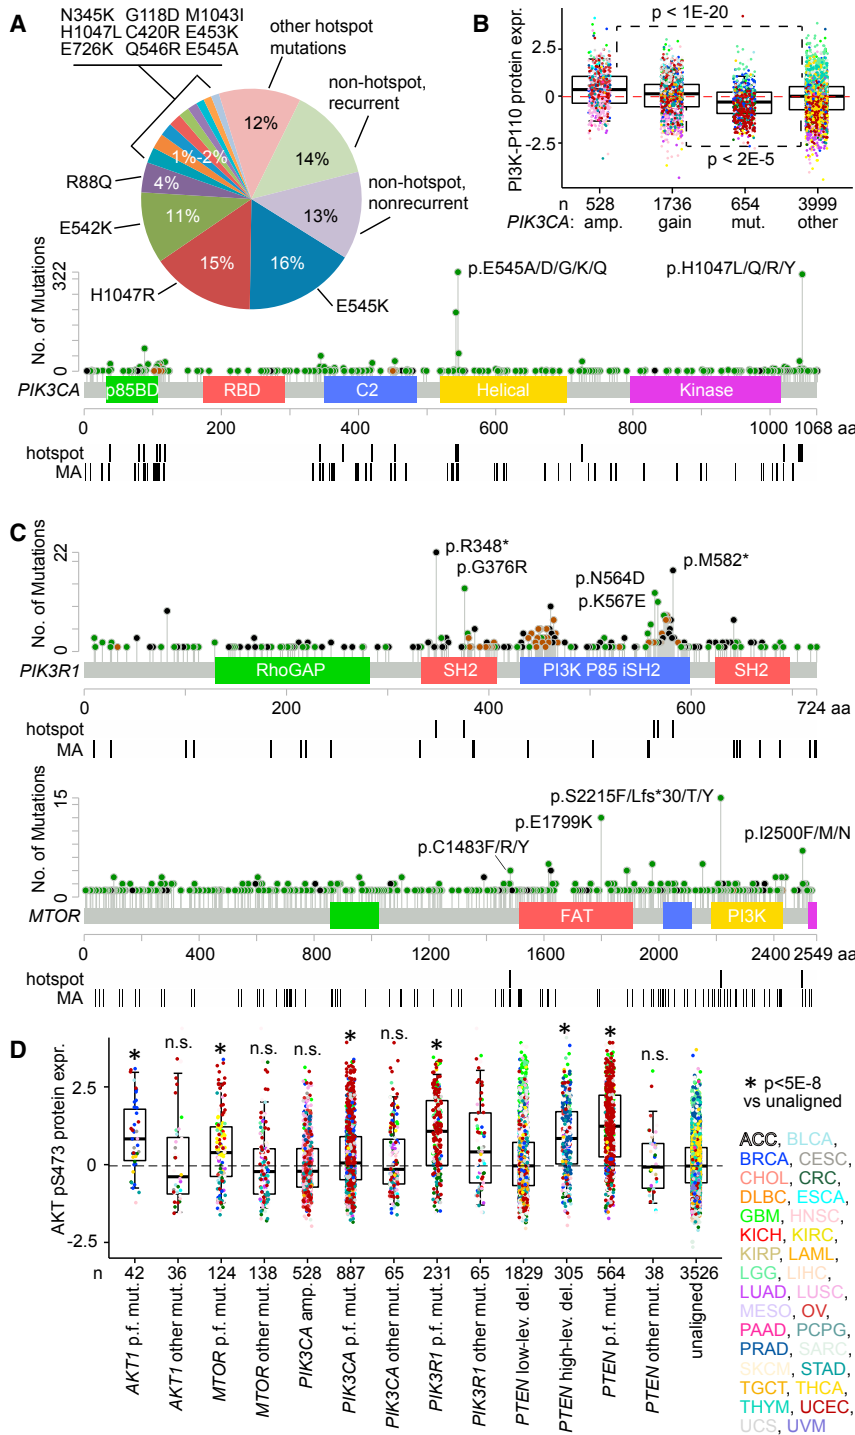 A
N345K G118D M1043I
H1047L C420R E453K
E726K Q546R E545A
other hotspot
mutations
non-hotspot,
recurrent
non-hotspot,
nonrecurrent
E545K
H1047R
E542K
R88Q
12%
14%
13%
16%
15%
11%
4%
1%-2%
B
p < 1E-20
PI3K-P110 protein expr.
2.5
0
-2.5
p < 2E-5
n 528 1736 654 3999
PIK3CA: amp. gain mut. other
No. of Mutations
322
0
p.E545A/D/G/K/Q
p.H1047L/Q/R/Y
PIK3CA
p85BD RBD C2 Helical Kinase
0 200 400 600 800 1000 1068 aa
hotspot
MA
C
No. of Mutations
22
0
p.R348*
p.G376R
p.N564D
p.K567E
p.M582*
PIK3R1
RhoGAP SH2 PI3K P85 iSH2 SH2
0 200 400 600 724 aa
hotspot
MA
No. of Mutations
15
0
p.S2215F/Lfs*30/T/Y
p.E1799K
p.C1483F/R/Y
p.I2500F/M/N
MTOR
FAT PI3K
0 400 800 1200 1600 2000 2400 2549 aa
hotspot
MA
D
AKT pS473 protein expr.
2.5
0
-2.5
* n.s. * n.s. n.s. * n.s. * * * n.s.
* p<5E-8
vs unaligned
n 42 36 124 138 528 887 65 231 65 1829 305 564 38 3526
AKT1 p.f. mut.
AKT1 other mut.
MTOR p.f. mut.
MTOR other mut.
PIK3CA amp.
PIK3CA p.f. mut.
PIK3CA other mut.
PIK3R1 p.f. mut.
PIK3R1 other mut.
PTEN low-lev. del.
PTEN high-lev. del.
PTEN p.f. mut.
PTEN other mut.
unaligned
ACC, BLCA,
BRCA, CESC,
CHOL, CRC,
DLBC, ESCA,
GBM, HNSC,
KICH, KIRC,
KIRP, LAML,
LGG, LIHC,
LUAD, LUSC,
MESO, OV,
PAAD, PCPG,
PRAD, SARC,
SKCM, STAD,
TGCT, THCA,
THYM, UCEC,
UCS, UVM